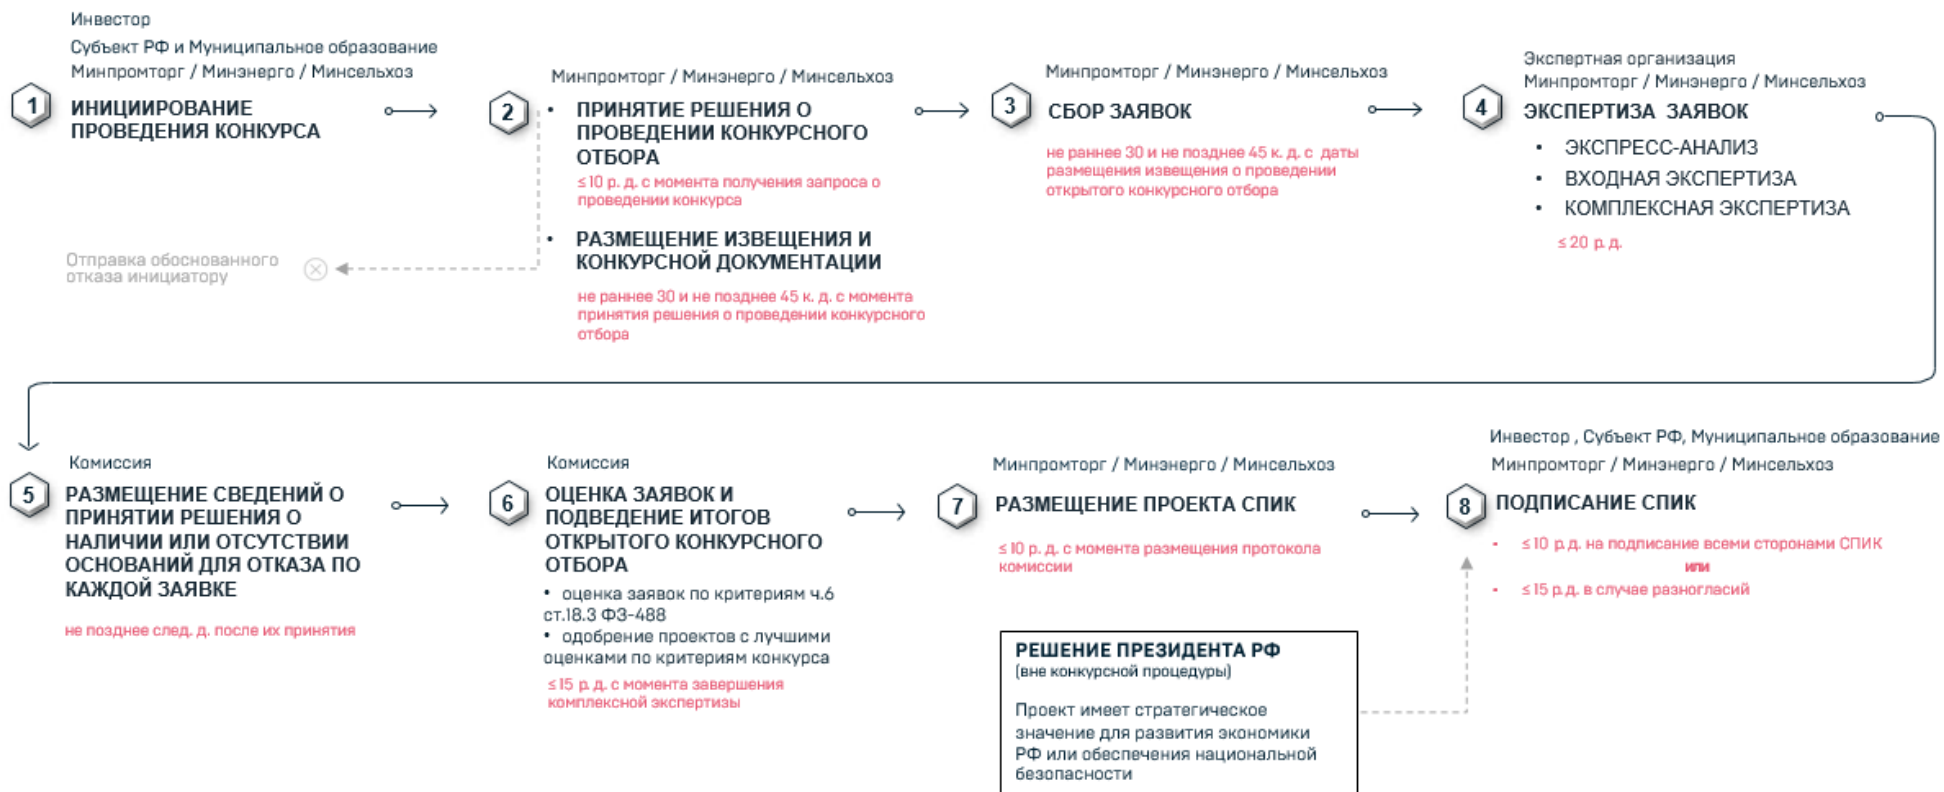 Инвестор
Субъект РФ и Муниципальное образование
Минпромторг / Минэнерго / Минсельхоз
1
ИНИЦИИРОВАНИЕ
ПРОВЕДЕНИЯ КОНКУРСА
Отправка обоснованного
отказа инициатору
Минпромторг / Минэнерго / Минсельхоз
2
• ПРИНЯТИЕ РЕШЕНИЯ О
ПРОВЕДЕНИИ КОНКУРСНОГО
ОТБОРА
≤ 10 р. д. с момента получения запроса о
проведении конкурса
• РАЗМЕЩЕНИЕ ИЗВЕЩЕНИЯ И
КОНКУРСНОЙ ДОКУМЕНТАЦИИ
не раннее 30 и не позднее 45 к. д. с момента
принятия решения о проведении конкурсного
отбора
Минпромторг / Минэнерго / Минсельхоз
3
СБОР ЗАЯВОК
не раннее 30 и не позднее 45 к. д. с даты
размещения извещения о проведении
открытого конкурсного отбора
Экспертная организация
Минпромторг / Минэнерго / Минсельхоз
4
ЭКСПЕРТИЗА ЗАЯВОК
• ЭКСПРЕСС-АНАЛИЗ
• ВХОДНАЯ ЭКСПЕРТИЗА
• КОМПЛЕКСНАЯ ЭКСПЕРТИЗА
≤ 20 р. д.
Комиссия
5
РАЗМЕЩЕНИЕ СВЕДЕНИЙ О
ПРИНЯТИИ РЕШЕНИЯ О
НАЛИЧИИ ИЛИ ОТСУТСТВИИ
ОСНОВАНИЙ ДЛЯ ОТКАЗА ПО
КАЖДОЙ ЗАЯВКЕ
не позднее след. д. после их принятия
Комиссия
6
ОЦЕНКА ЗАЯВОК И
ПОДВЕДЕНИЕ ИТОГОВ
ОТКРЫТОГО КОНКУРСНОГО
ОТБОРА
• оценка заявок по критериям ч.6
ст.18.3 ФЗ-488
• одобрение проектов с лучшими
оценками по критериям конкурса
≤ 15 р. д. с момента завершения
комплексной экспертизы
Минпромторг / Минэнерго / Минсельхоз
7
РАЗМЕЩЕНИЕ ПРОЕКТА СПИК
≤ 10 р. д. с момента размещения протокола
комиссии
РЕШЕНИЕ ПРЕЗИДЕНТА РФ
(вне конкурсной процедуры)
Проект имеет стратегическое
значение для развития экономики
РФ или обеспечения национальной
безопасности
Инвестор , Субъект РФ, Муниципальное образование
Минпромторг / Минэнерго / Минсельхоз
8
ПОДПИСАНИЕ СПИК
• ≤ 10 р.д. на подписание всеми сторонами СПИК
или
• ≤ 15 р.д. в случае разногласий